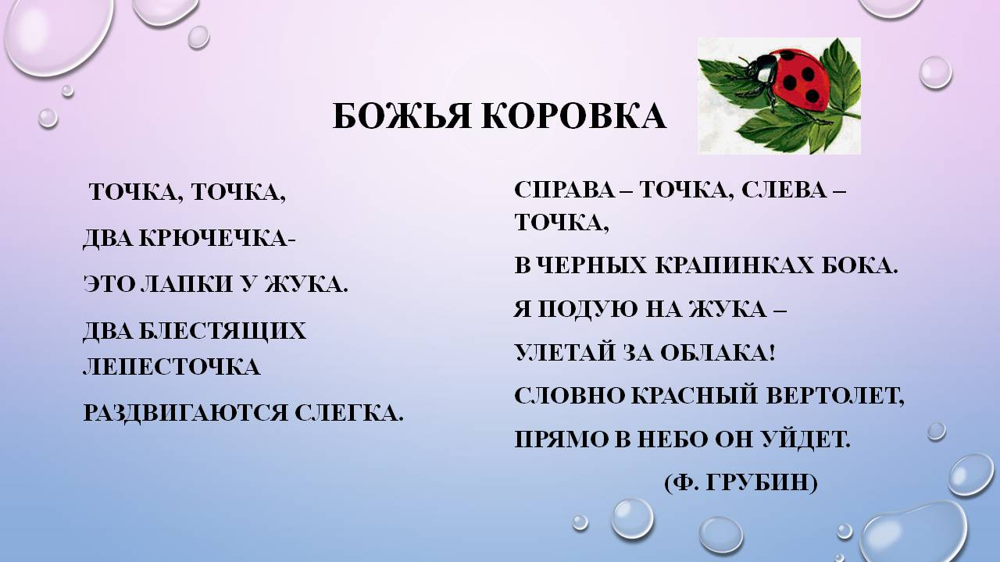 БОЖЬЯ КОРОВКА
ТОЧКА, ТОЧКА,
ДВА КРЮЧЕЧКА-
ЭТО ЛАПКИ У ЖУКА.
ДВА БЛЕСТЯЩИХ
ЛЕПЕСТОЧКА
РАЗДВИГАЮТСЯ СЛЕГКА.
СПРАВА – ТОЧКА, СЛЕВА –
ТОЧКА,
В ЧЕРНЫХ КРАПИНКАХ БОКА.
Я ПОДУЮ НА ЖУКА –
УЛЕТАЙ ЗА ОБЛАКА!
СЛОВНО КРАСНЫЙ ВЕРТОЛЕТ,
ПРЯМО В НЕБО ОН УЙДЕТ.
(Ф. ГРУБИН)